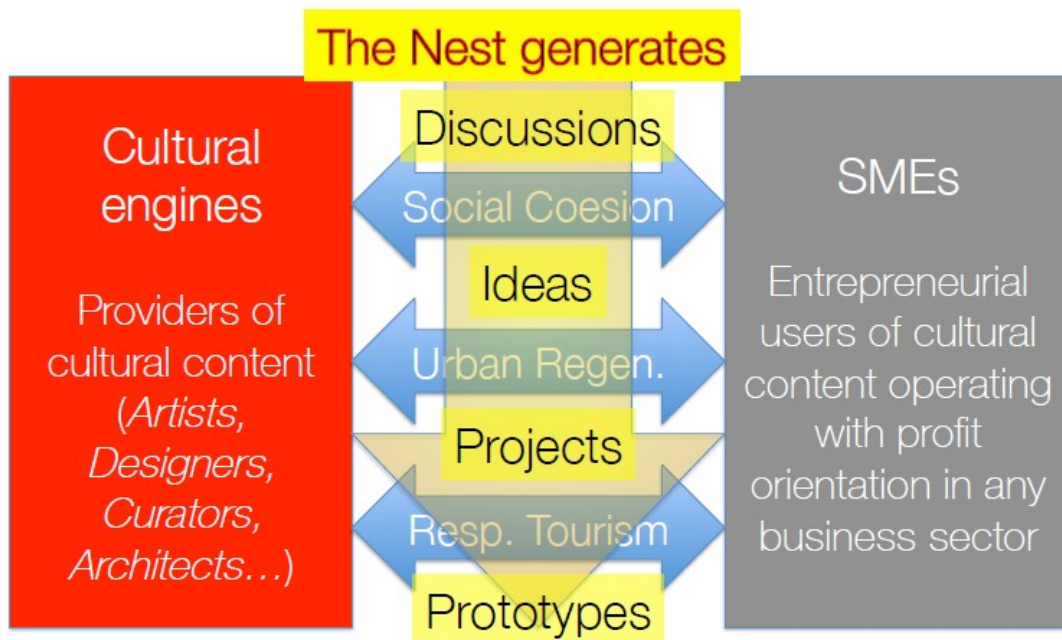 The Nest generates
Cultural
engines
Providers of
cultural content
(Artists,
Designers,
Curators,
Architects...)
Discussions
Social Coesion
Ideas
Urban Regen.
Projects
Resp. Tourism
Prototypes
SMEs
Entrepreneurial
users of cultural
content operating
with profit
orientation in any
business sector